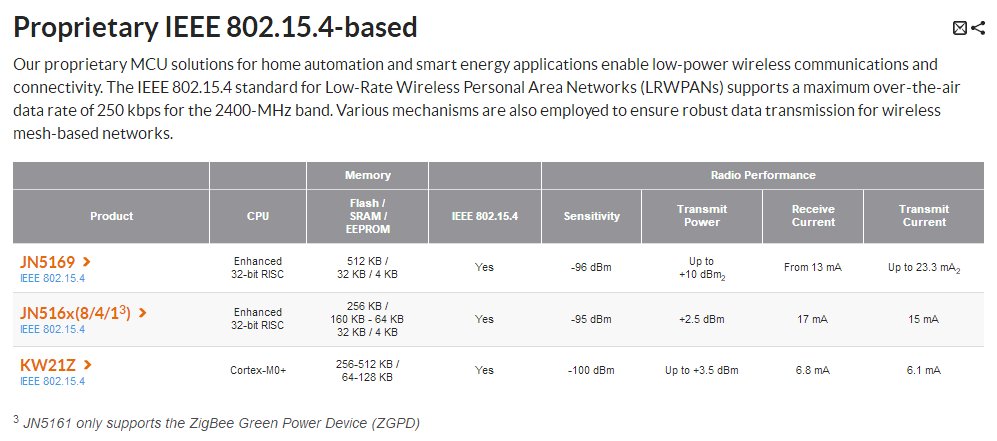 Proprietary IEEE 802.15.4-based
Our proprietary MCU solutions for home automation and smart energy applications enable low-power wireless communications and
connectivity. The IEEE 802.15.4 standard for Low-Rate Wireless Personal Area Networks (LRWPANs) supports a maximum over-the-air
data rate of 250 kbps for the 2400-MHz band. Various mechanisms are also employed to ensure robust data transmission for wireless
mesh-based networks.
Memory Radio Performance
Product CPU Flash / SRAM / EEPROM IEEE 802.15.4 Sensitivity Transmit Power Receive Current Transmit Current
JN5169 Enhanced 32-bit RISC 512 KB / 32 KB / 4 KB Yes -96 dBm Up to +10 dBm2 From 13 mA Up to 23.3 mA2
IEEE 802.15.4
JN516x(8/4/13) Enhanced 32-bit RISC 256 KB / 160 KB - 64 KB 32 KB / 4 KB Yes -95 dBm +2.5 dBm 17 mA 15 mA
IEEE 802.15.4
KW21Z Cortex-M0+ 256-512 KB / 64-128 KB Yes -100 dBm Up to +3.5 dBm 6.8 mA 6.1 mA
IEEE 802.15.4
3 JN5161 only supports the ZigBee Green Power Device (ZGPD)